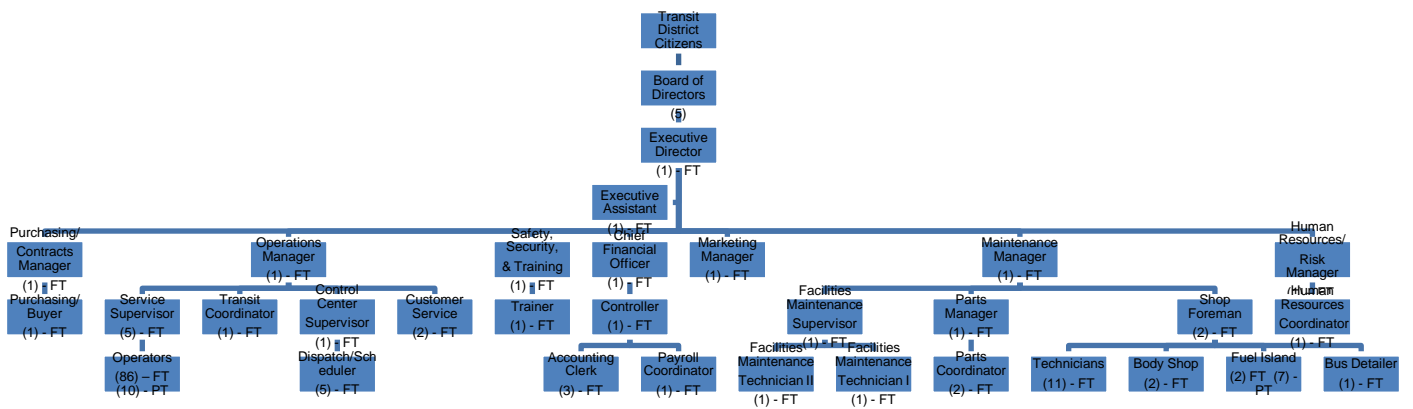 Transit
District
Citizens
Board of
Directors
(5)
Executive
Director
(1) - FT
Executive
Assistant
(1) - FT
Purchasing/
Contracts
Manager
(1) - FT
Operations
Manager
(1) - FT
Safety,
Security,
& Training
(1) - FT
Chief
Financial
Officer
(1) - FT
Marketing
Manager
(1) - FT
Maintenance
Manager
(1) - FT
Human
Resources/
Risk
Manager
Purchasing/
Buyer
(1) - FT
Service
Supervisor
(5) - FT
Transit
Coordinator
(1) - FT
Control
Center
Supervisor
(1) - FT
Customer
Service
(2) - FT
Trainer
(1) - FT
Controller
(1) - FT
Facilities
Maintenance
Supervisor
(1) - FT
Parts
Manager
(1) - FT
Shop
Foreman
(2) - FT
Human
Resources
Coordinator
(1) - FT
Operators
(86) – FT
(10) - PT
Dispatch/Sch
eduler
(5) - FT
Accounting
Clerk
(3) - FT
Payroll
Coordinator
(1) - FT
Facilities
Maintenance
Technician II
(1) - FT
Facilities
Maintenance
Technician I
(1) - FT
Parts
Coordinator
(2) - FT
Technicians
(11) - FT
Body Shop
(2) - FT
Fuel Island
(2) FT (7) -
PT
Bus Detailer
(1) - FT